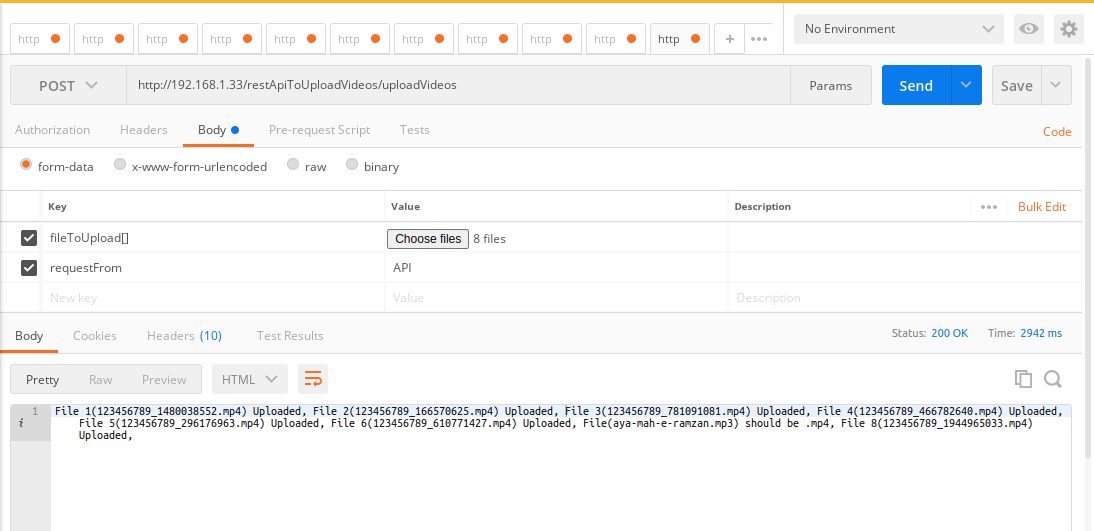 http http http http http http http http http http http + ••• No Environment
POST http://192.168.1.33/restApiToUploadVideos/uploadVideos Params Send Save
Authorization Headers Body Pre-request Script Tests Code
form-data x-www-form-urlencoded raw binary
Key Value Description ••• Bulk Edit
fileToUpload[] Choose files 8 files
requestFrom API
New key Value Description
Body Cookies Headers (10) Test Results Status: 200 OK Time: 2942 ms
Pretty Raw Preview HTML
1 File 1(123456789_1480038552.mp4) Uploaded, File 2(123456789_166570625.mp4) Uploaded, File 3(123456789_781091081.mp4) Uploaded, File 4(123456789_466782640.mp4) Uploaded,
i File 5(123456789_296176963.mp4) Uploaded, File 6(123456789_610771427.mp4) Uploaded, File(aya-mah-e-ramzan.mp3) should be .mp4, File 8(123456789_1944965033.mp4)
Uploaded,